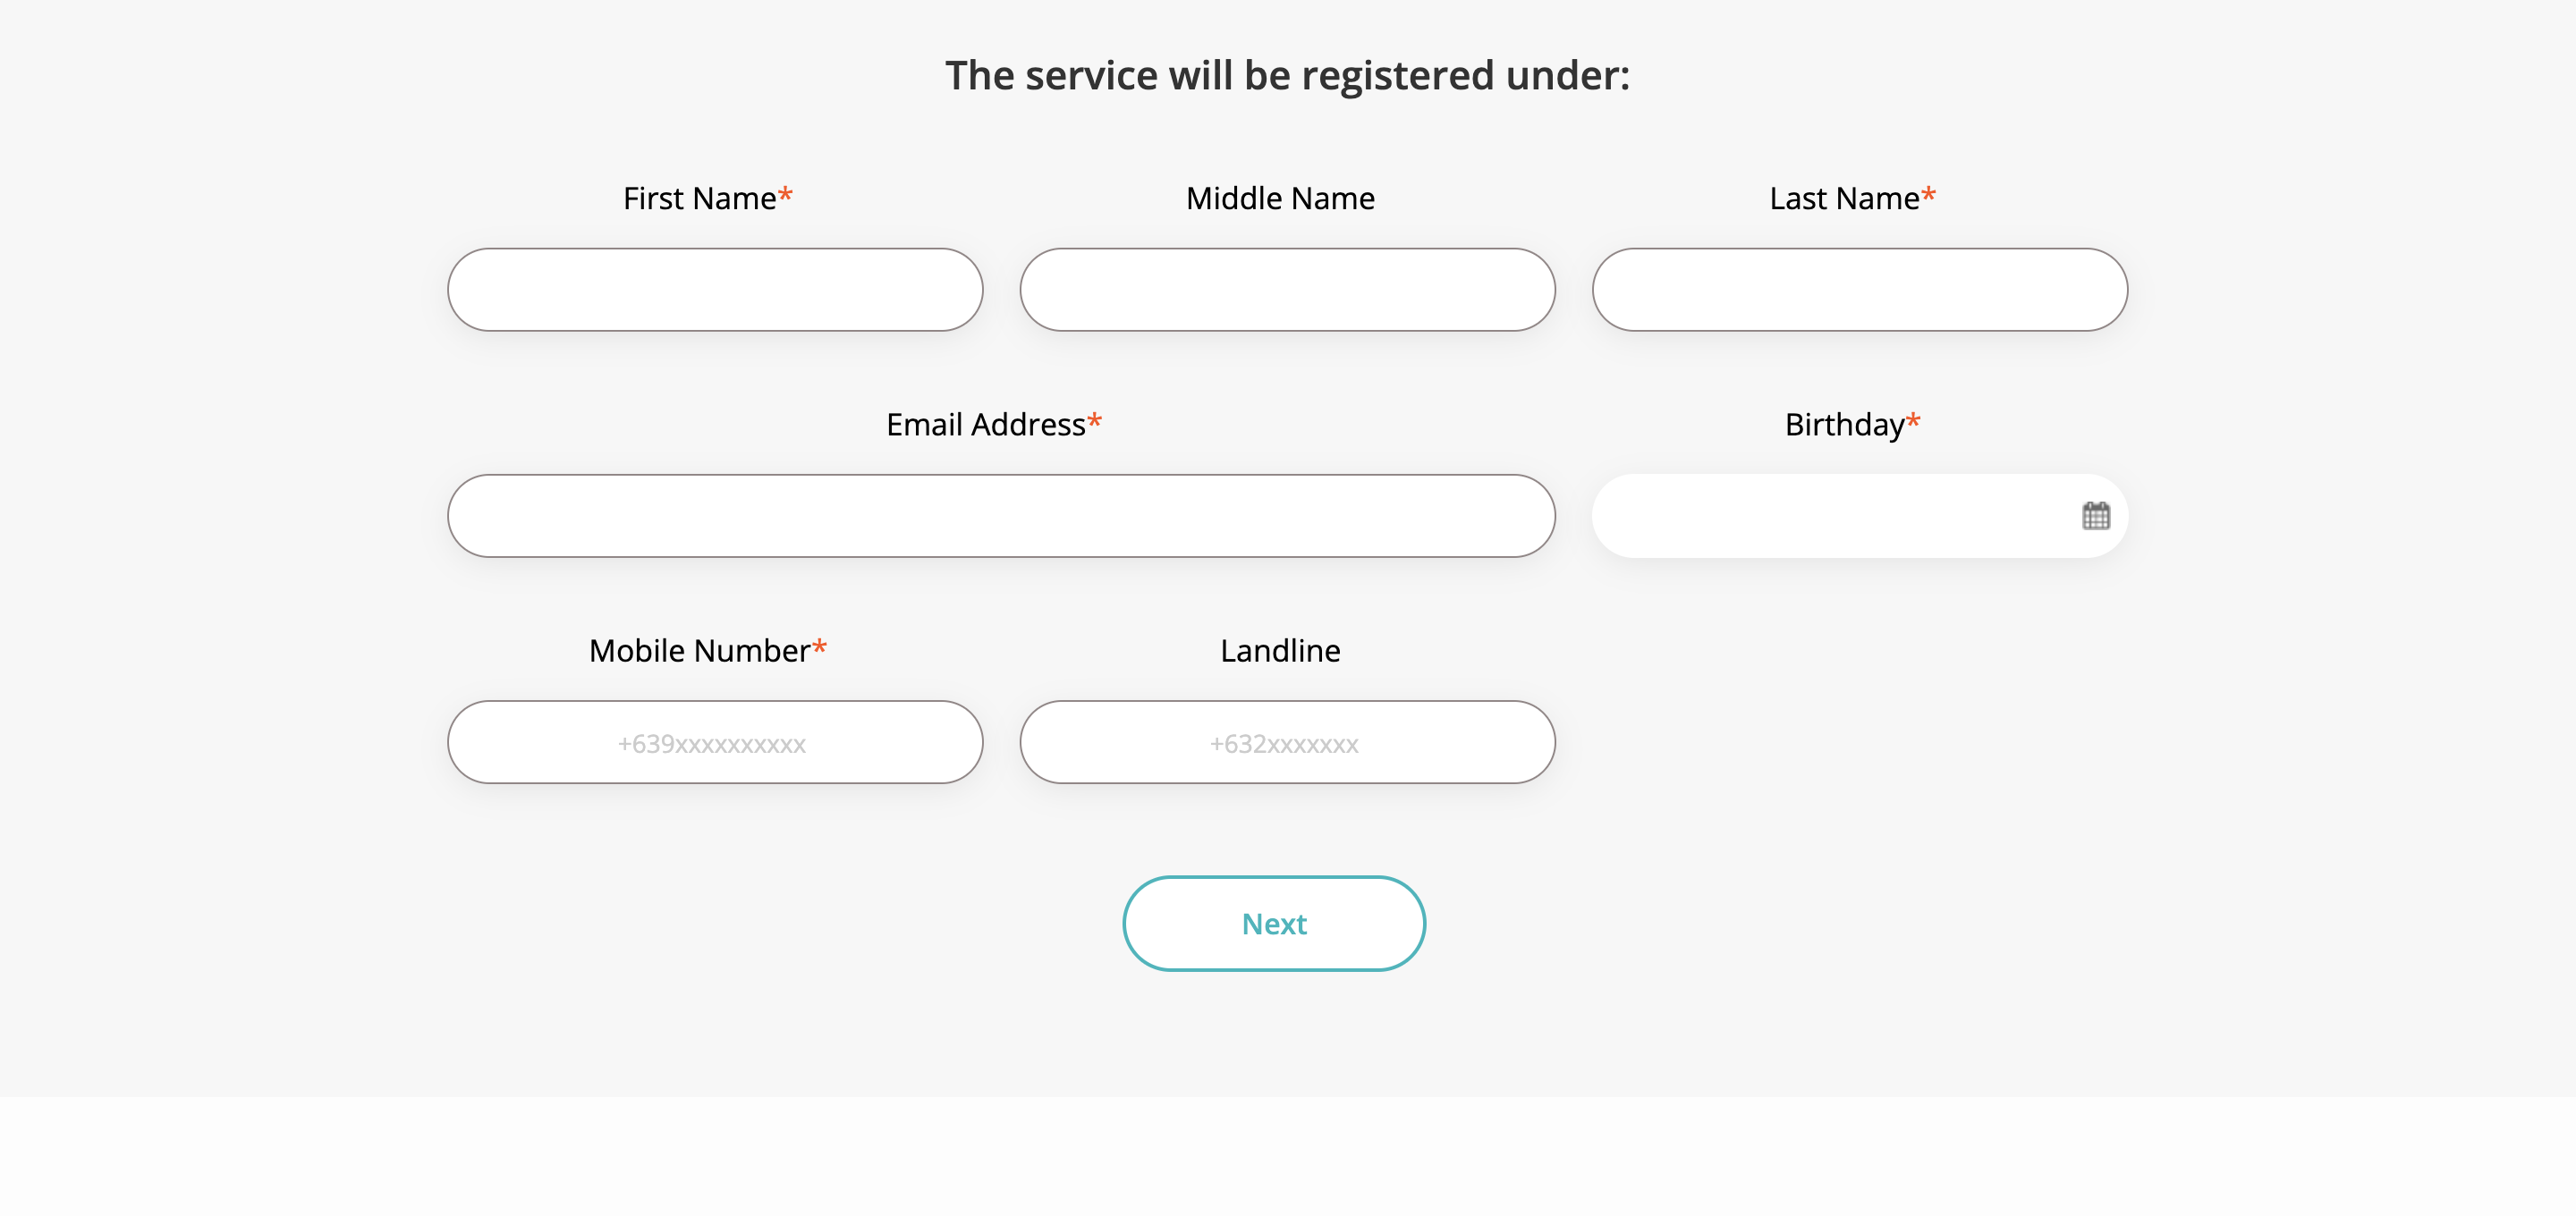 The service will be registered under:
First Name* Middle Name Last Name*
Email Address* Birthday*
Mobile Number* Landline
+639xxxxxxxxxx +632xxxxxxx
Next